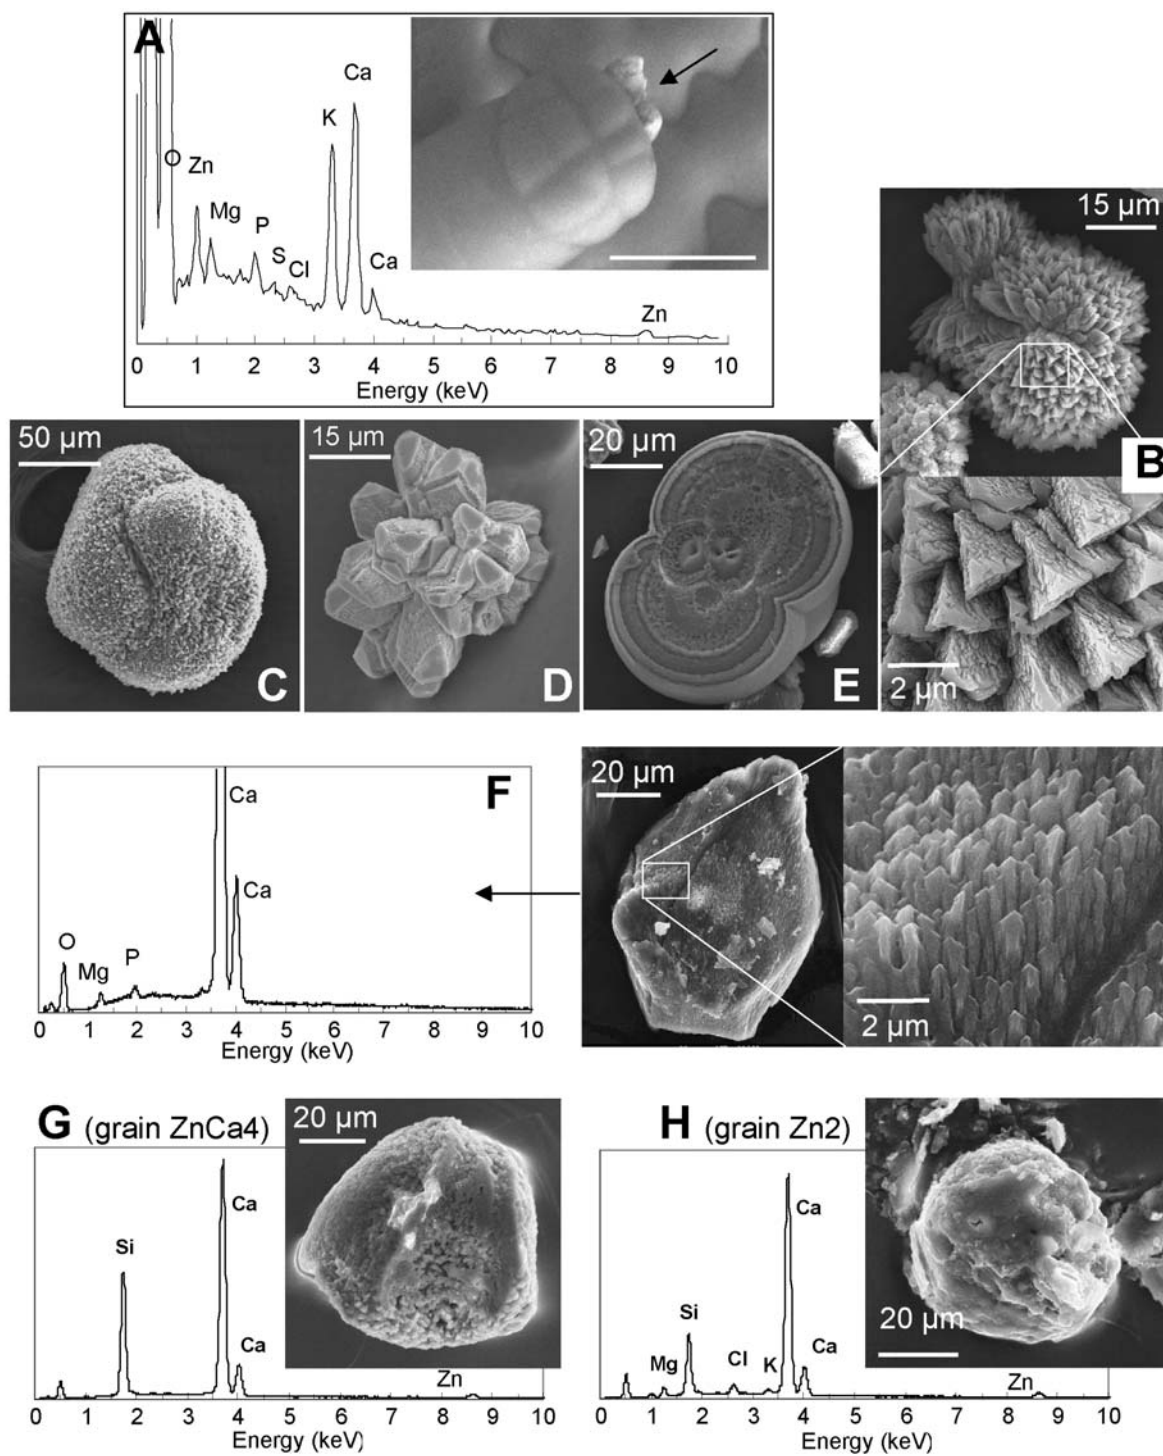 A
O
Zn
Mg
P
S
Cl
K
Ca
Ca
Zn
0 1 2 3 4 5 6 7 8 9 10
Energy (keV)
15 µm
B
2 µm
50 µm
C
15 µm
D
20 µm
E
F
O
Mg
P
Ca
Ca
0 1 2 3 4 5 6 7 8 9 10
Energy (keV)
20 µm
2 µm
G (grain ZnCa4)
20 µm
Si
Ca
Ca
Zn
0 1 2 3 4 5 6 7 8 9 10
Energy (keV)
H (grain Zn2)
20 µm
Mg
Si
Cl
K
Ca
Ca
Zn
0 1 2 3 4 5 6 7 8 9 10
Energy (keV)